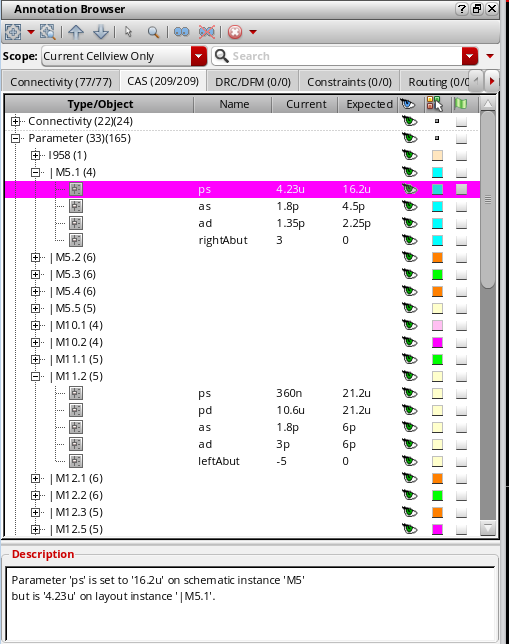 Annotation Browser
Scope: Current Cellview Only Search
Connectivity (77/77) CAS (209/209) DRC/DFM (0/0) Constraints (0/0) Routing (0/0
Type/Object Name Current Expected
Connectivity (22)(24)
Parameter (33)(165)
I958 (1)
|M5.1 (4)
ps 4.23u 16.2u
as 1.8p 4.5p
ad 1.35p 2.25p
rightAbut 3 0
|M5.2 (6)
|M5.3 (6)
|M5.4 (6)
|M5.5 (5)
|M10.1 (4)
|M10.2 (4)
|M11.1 (5)
|M11.2 (5)
ps 360n 21.2u
pd 10.6u 21.2u
as 1.8p 6p
ad 3p 6p
leftAbut -5 0
|M12.1 (6)
|M12.2 (6)
|M12.3 (5)
|M12.5 (5)
Description
Parameter 'ps' is set to '16.2u' on schematic instance 'M5'
but is '4.23u' on layout instance '|M5.1'.